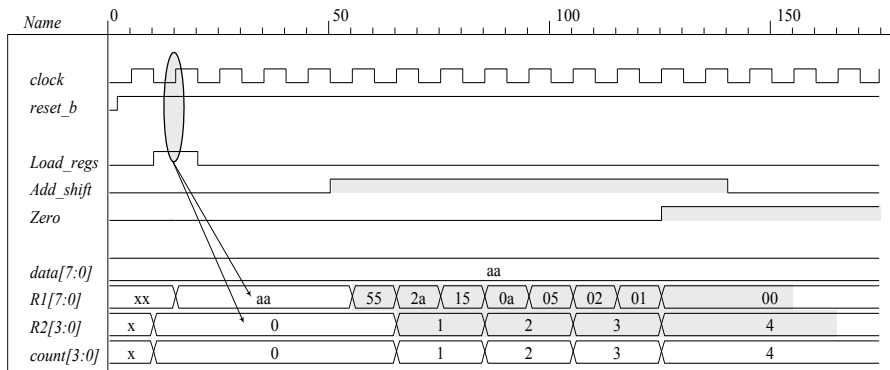 Name 0 50 100 150
clock
reset_b
Load_regs
Add_shift
Zero
data[7:0] aa
R1[7:0] xx aa 55 2a 15 0a 05 02 01 00
R2[3:0] x 0 1 2 3 4
count[3:0] x 0 1 2 3 4